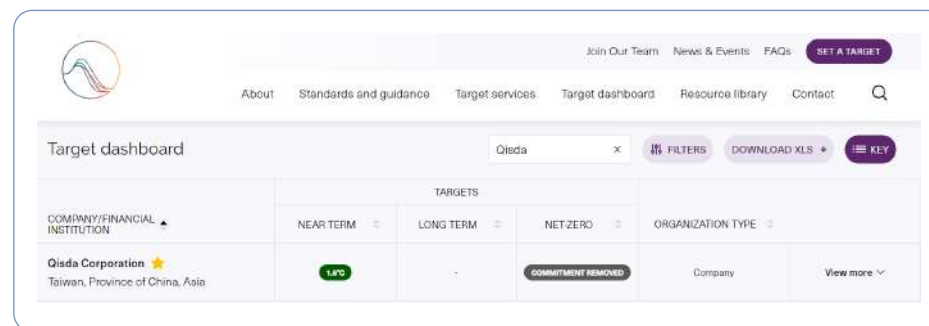 Join Our Team News & Events FAQs SET A TARGET
About Standards and guidance Target services Target dashboard Resource library Contact
Target dashboard Qisda x FILTERS DOWNLOAD XLS KEY
TARGETS
COMPANY/FINANCIAL INSTITUTION NEAR TERM LONG TERM NET-ZERO ORGANIZATION TYPE
Qisda Corporation 1.5°C - COMMITMENT REMOVED Company View more
Taiwan, Province of China, Asia